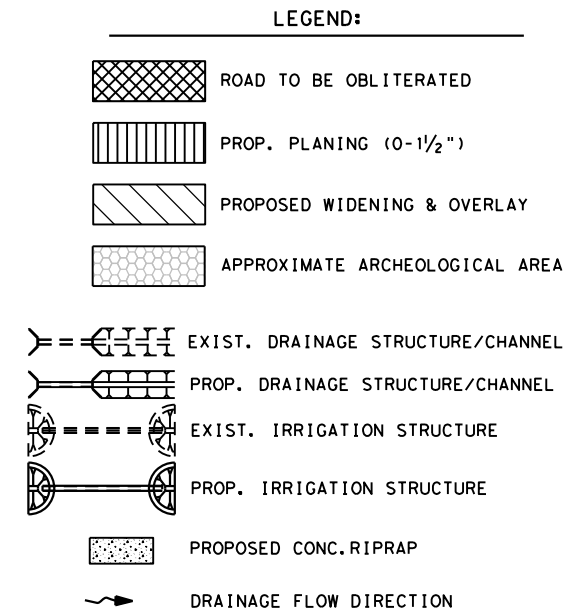 LEGEND:
ROAD TO BE OBLITERATED
PROP. PLANING (0-1½")
PROPOSED WIDENING & OVERLAY
APPROXIMATE ARCHEOLOGICAL AREA
EXIST. DRAINAGE STRUCTURE/CHANNEL
PROP. DRAINAGE STRUCTURE/CHANNEL
EXIST. IRRIGATION STRUCTURE
PROP. IRRIGATION STRUCTURE
PROPOSED CONC.RIPRAP
DRAINAGE FLOW DIRECTION